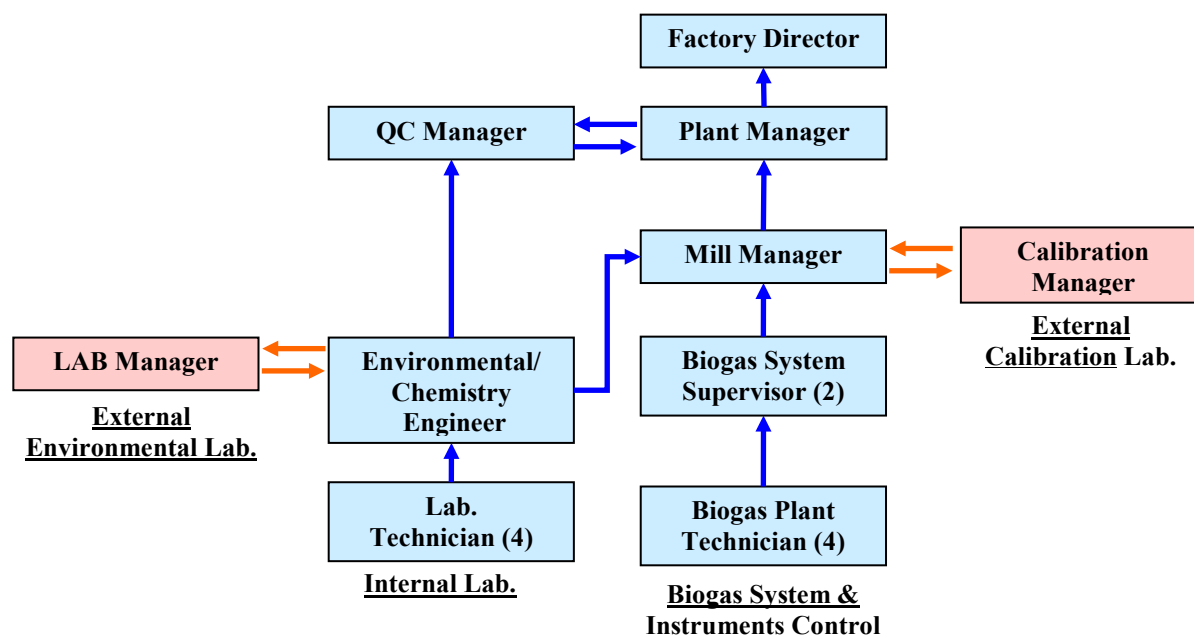 Factory Director
QC Manager
Plant Manager
Mill Manager
Calibration
Manager
External
Calibration Lab.
LAB Manager
External
Environmental Lab.
Environmental/
Chemistry
Engineer
Biogas System
Supervisor (2)
Lab.
Technician (4)
Internal Lab.
Biogas Plant
Technician (4)
Biogas System &
Instruments Control